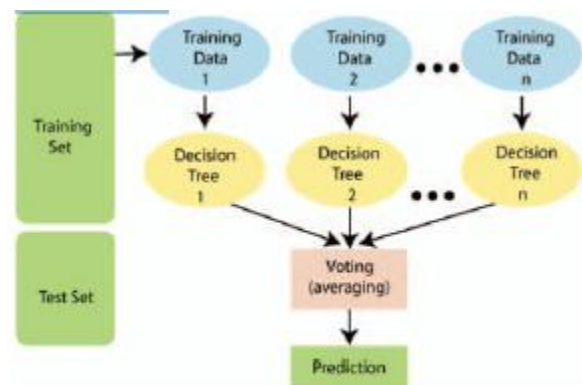 Training
Data
1
Training
Data
2
Training
Data
n
Training
Set
Decision
Tree
1
Decision
Tree
2
Decision
Tree
n
Test Set
Voting
(averaging)
Prediction